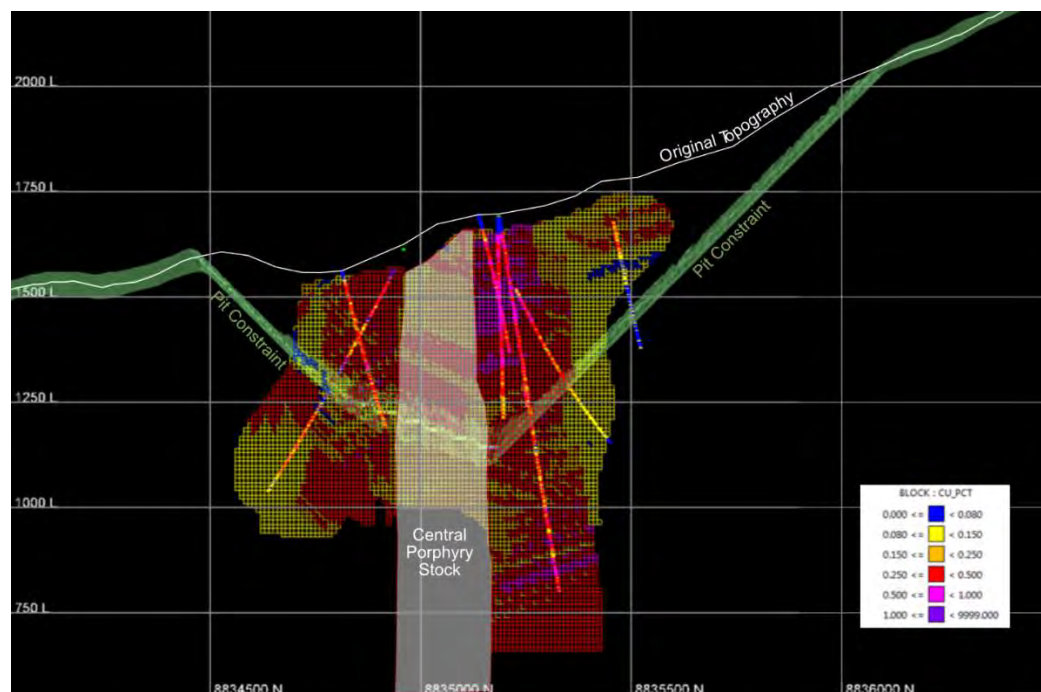 2000 L
Original Topography
1750 L
Pit Constraint
1500 L
Pit Constraint
1250 L
1000 L
Central
Porphyry
Stock
750 L
8834500 N
8835000 N
8835500 N
8836000 N
BLOCK : CU_PCT
0.000 <= < 0.080
0.080 <= < 0.150
0.150 <= < 0.250
0.250 <= < 0.500
0.500 <= < 1.000
1.000 <= < 9999.000